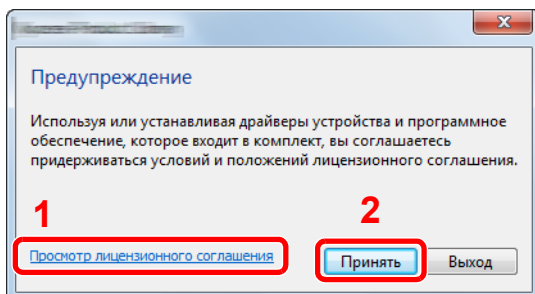 Предупреждение
Используя или устанавливая драйверы устройства и программное
обеспечение, которое входит в комплект, вы соглашаетесь
придерживаться условий и положений лицензионного соглашения.
1
2
Просмотр лицензионного соглашения
Принять
Выход